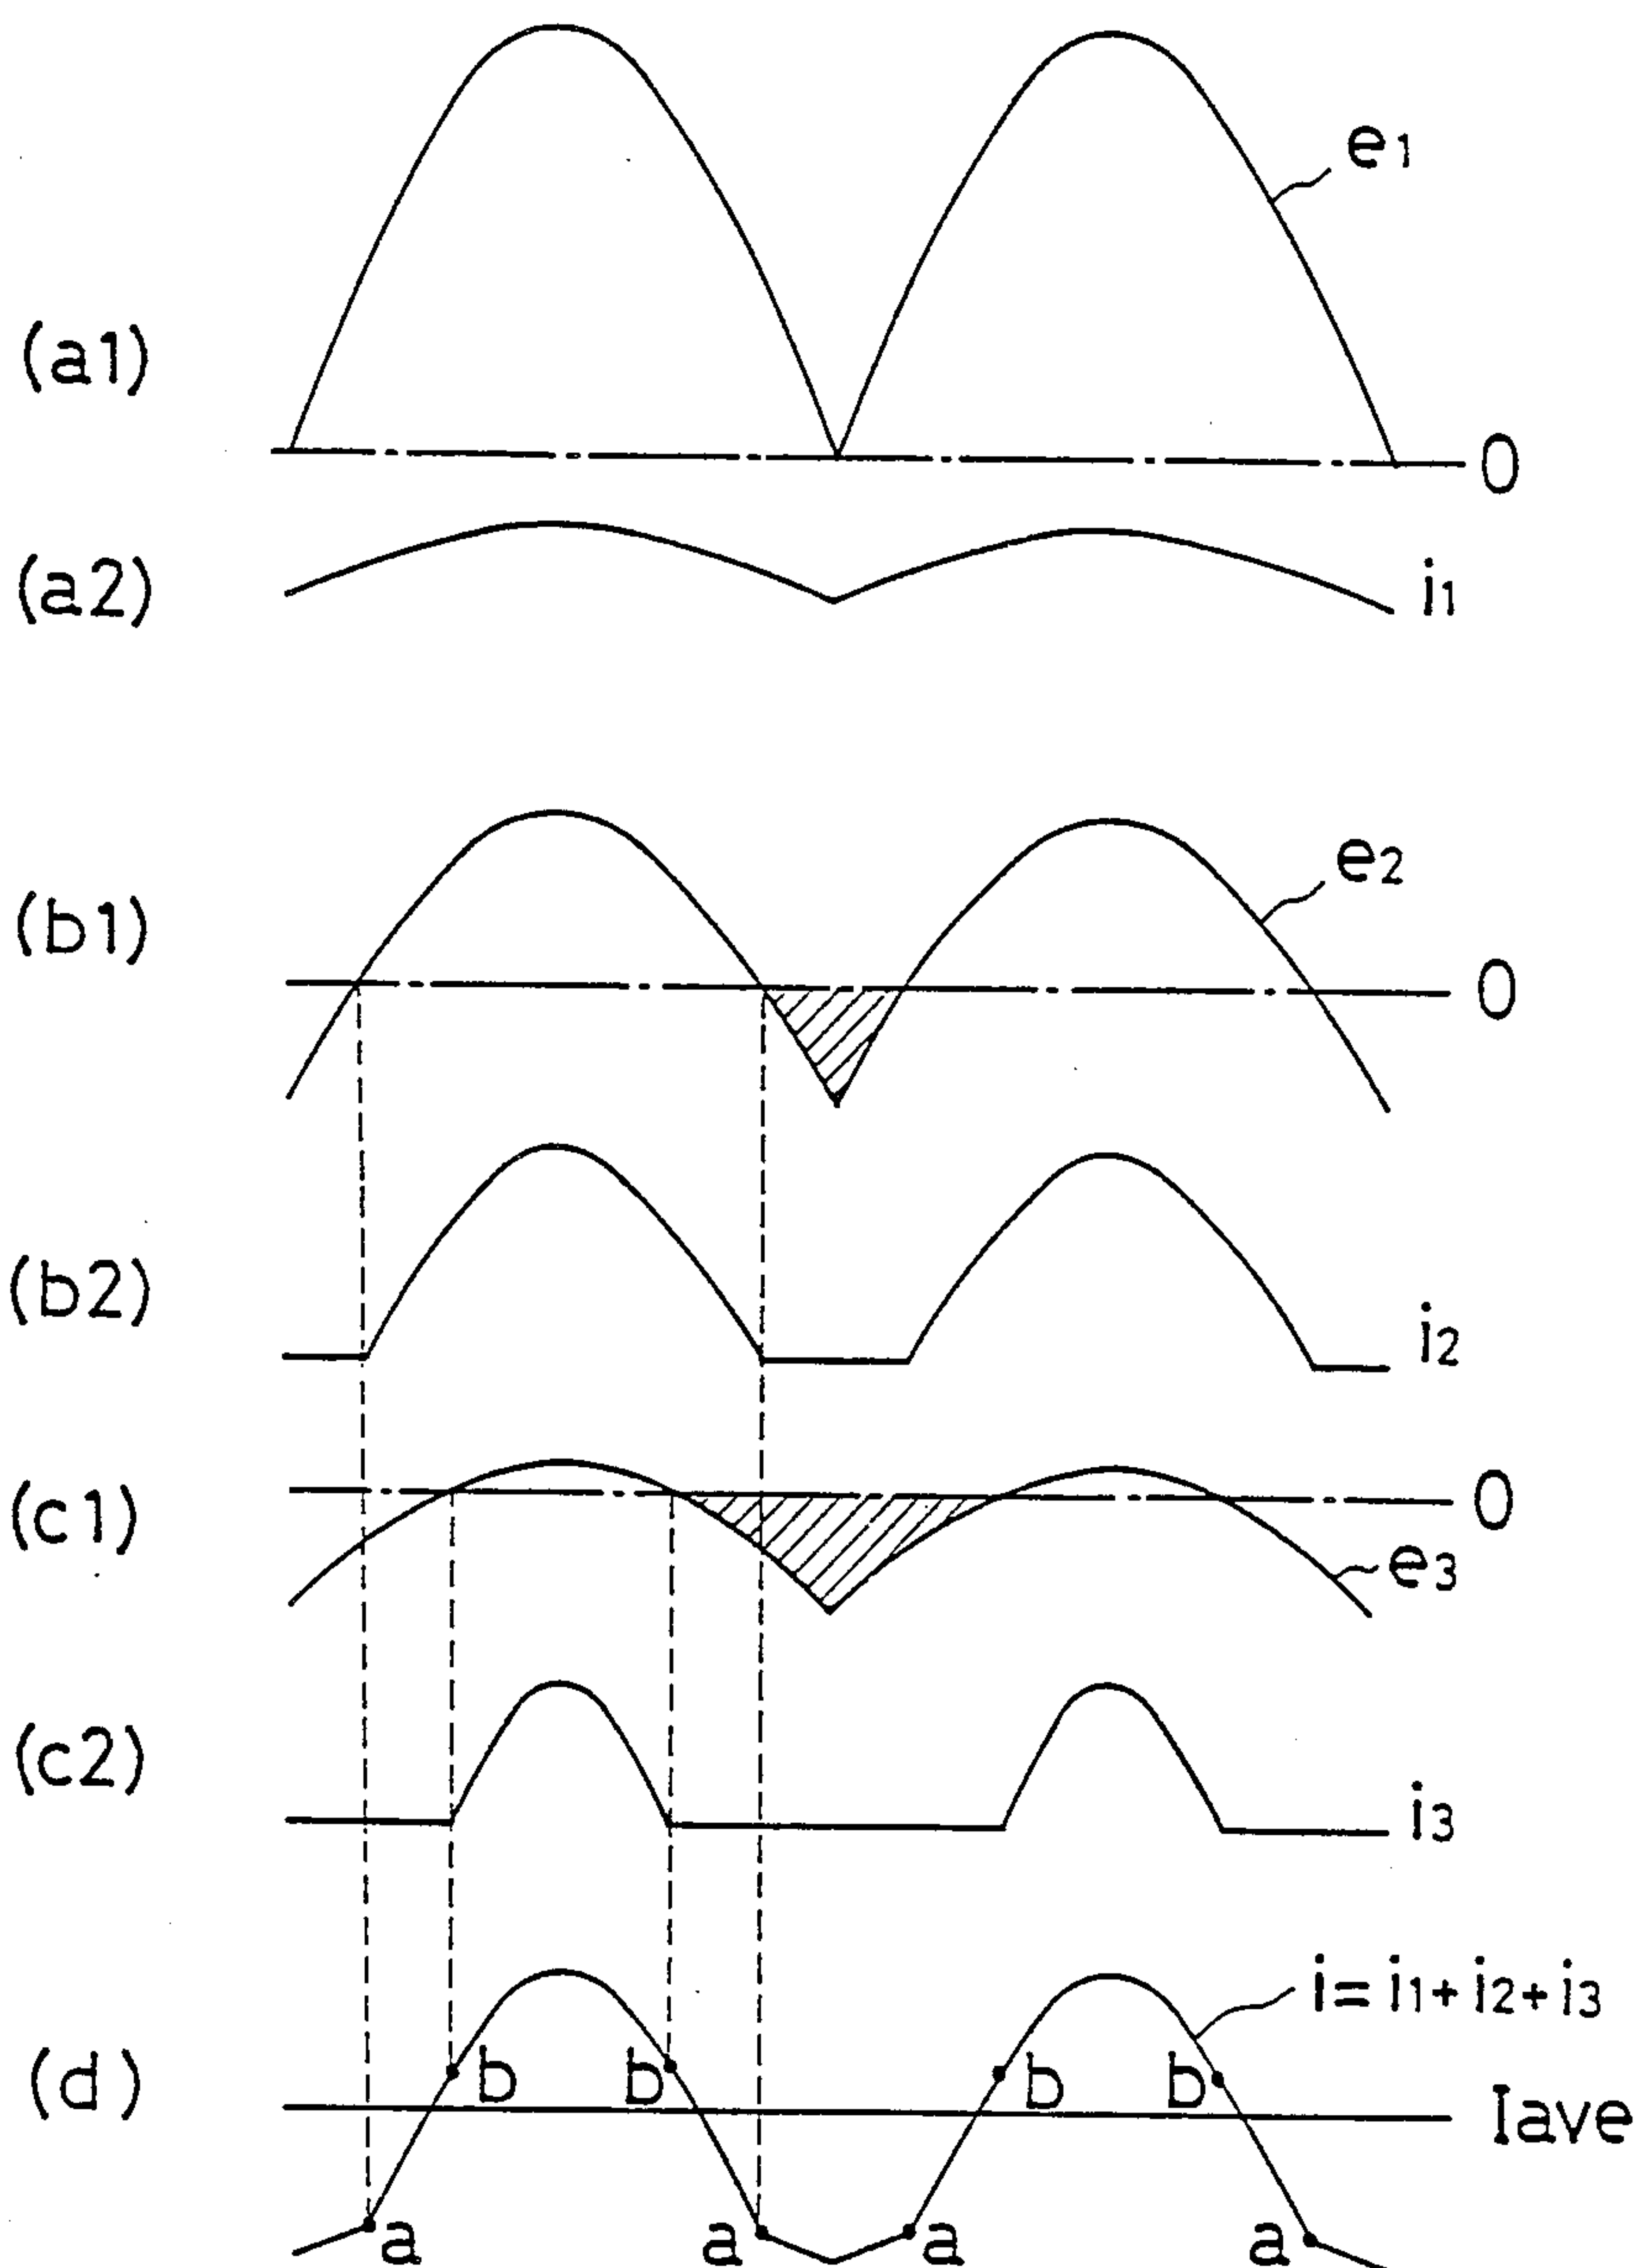 e1
(a1)
0
(a2)
i1
e2
(b1)
0
(b2)
i2
(c1)
0
e3
(c2)
i3
i=i1+i2+i3
(d)
b b b b
Iave
a a a a